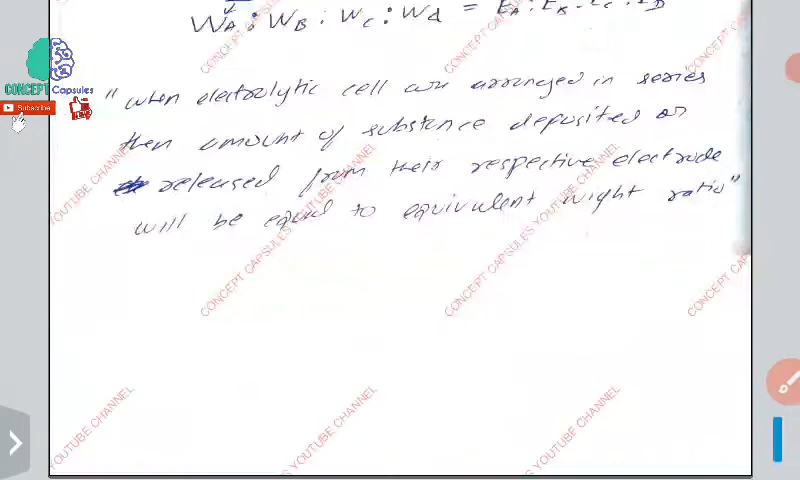 WA : WB : WC : Wd = EA : EB : EC : ED
"when electrolytic cell are arranged in series
then amount of substance deposited or
released from their respective electrode
will be equal to equivalent wight ratio"
CONCEPT Capsules
Subscribe
CONCEPT CAPSULES
YOUTUBE CHANNEL